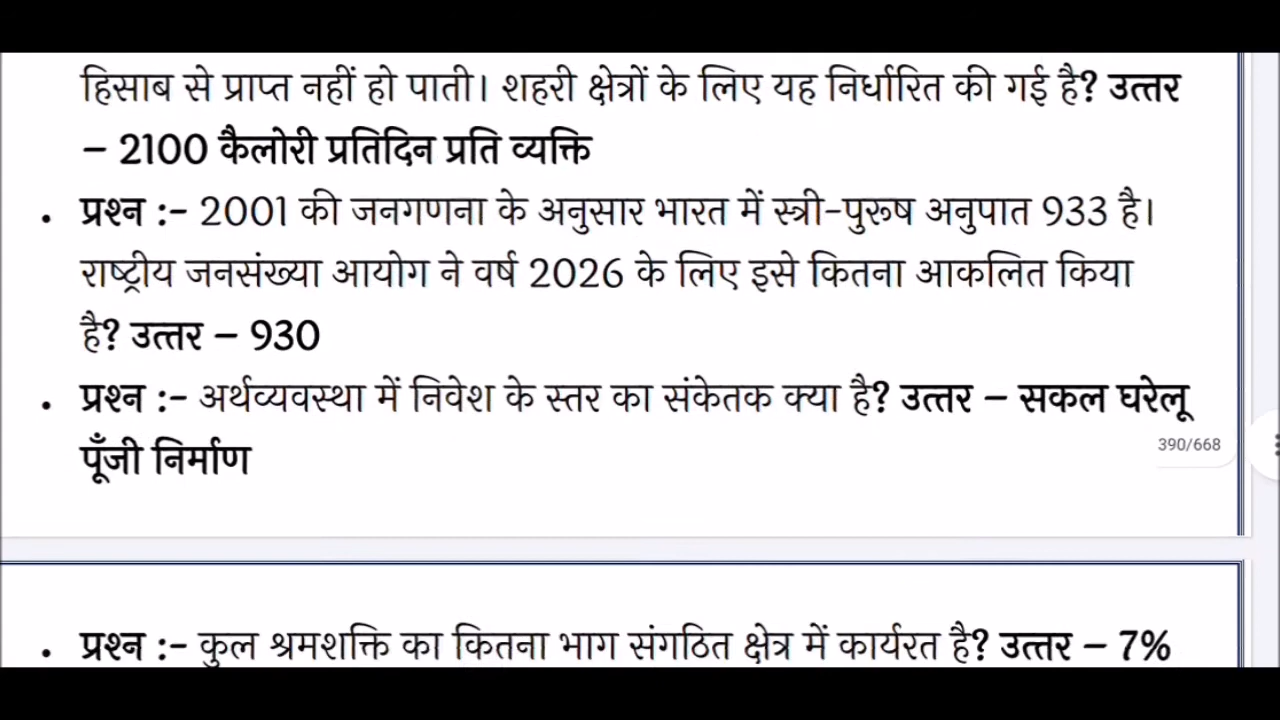 हिसाब से प्राप्त नहीं हो पाती। शहरी क्षेत्रों के लिए यह निर्धारित की गई है? उत्तर
– 2100 कैलोरी प्रतिदिन प्रति व्यक्ति
• प्रश्न :- 2001 की जनगणना के अनुसार भारत में स्त्री-पुरूष अनुपात 933 है।
राष्ट्रीय जनसंख्या आयोग ने वर्ष 2026 के लिए इसे कितना आकलित किया
है? उत्तर – 930
• प्रश्न :- अर्थव्यवस्था में निवेश के स्तर का संकेतक क्या है? उत्तर – सकल घरेलू
पूँजी निर्माण
390/668
• प्रश्न :- कुल श्रमशक्ति का कितना भाग संगठित क्षेत्र में कार्यरत है? उत्तर – 7%